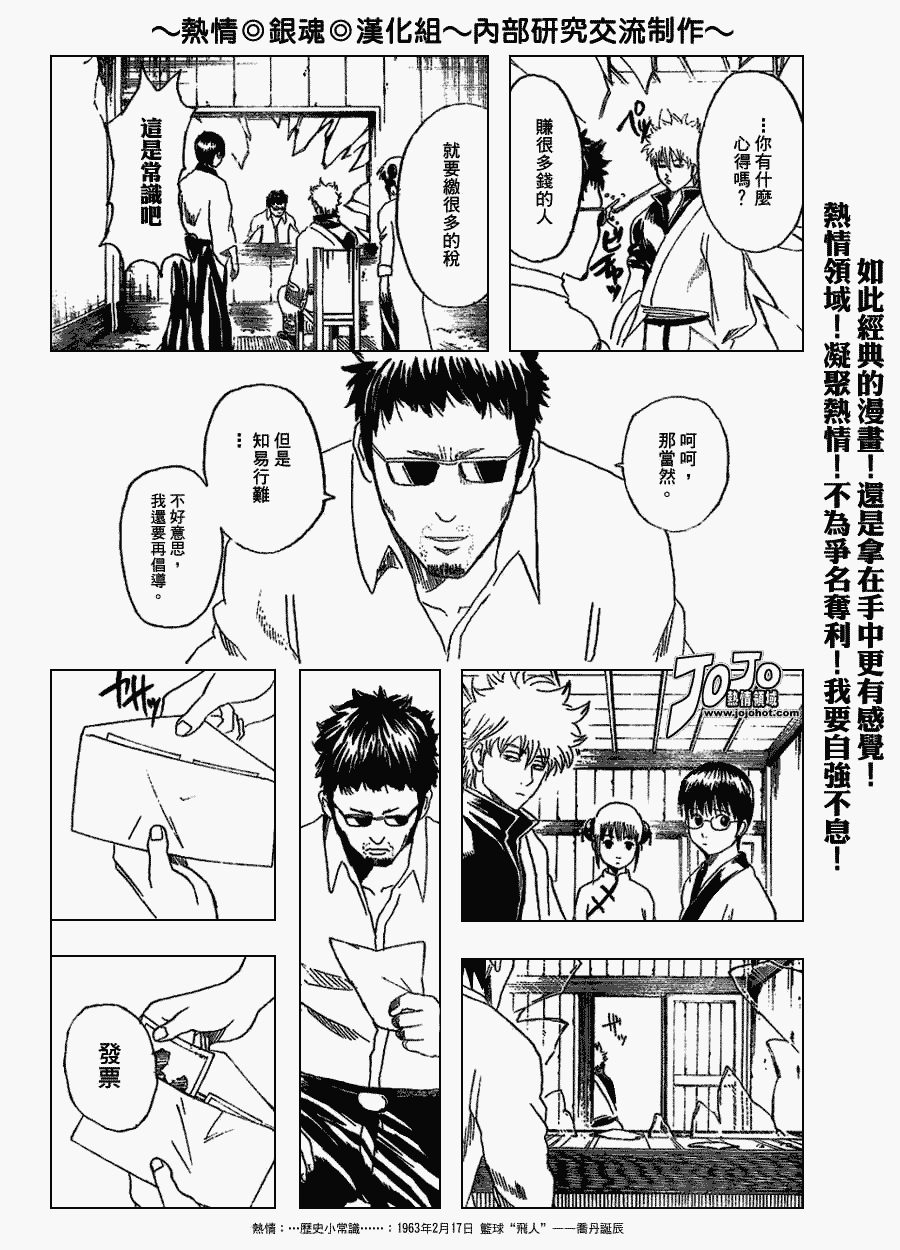 ～熱情◎銀魂◎漢化組～內部研究交流制作～
…你有什麼
心得嗎？
賺很多錢的人
就要繳很多的稅
這是常識吧
呵呵，
那當然。
但是
知易行難
…
不好意思，
我還要再倡導。
JOJO
熱情領域
www.jojohot.com
發票
如此經典的漫畫！還是拿在手中更有感覺！
熱情領域！凝聚熱情！不為爭名奪利！我要自強不息！
熱情：…歷史小常識……：1963年2月17日 籃球“飛人”——喬丹誕辰